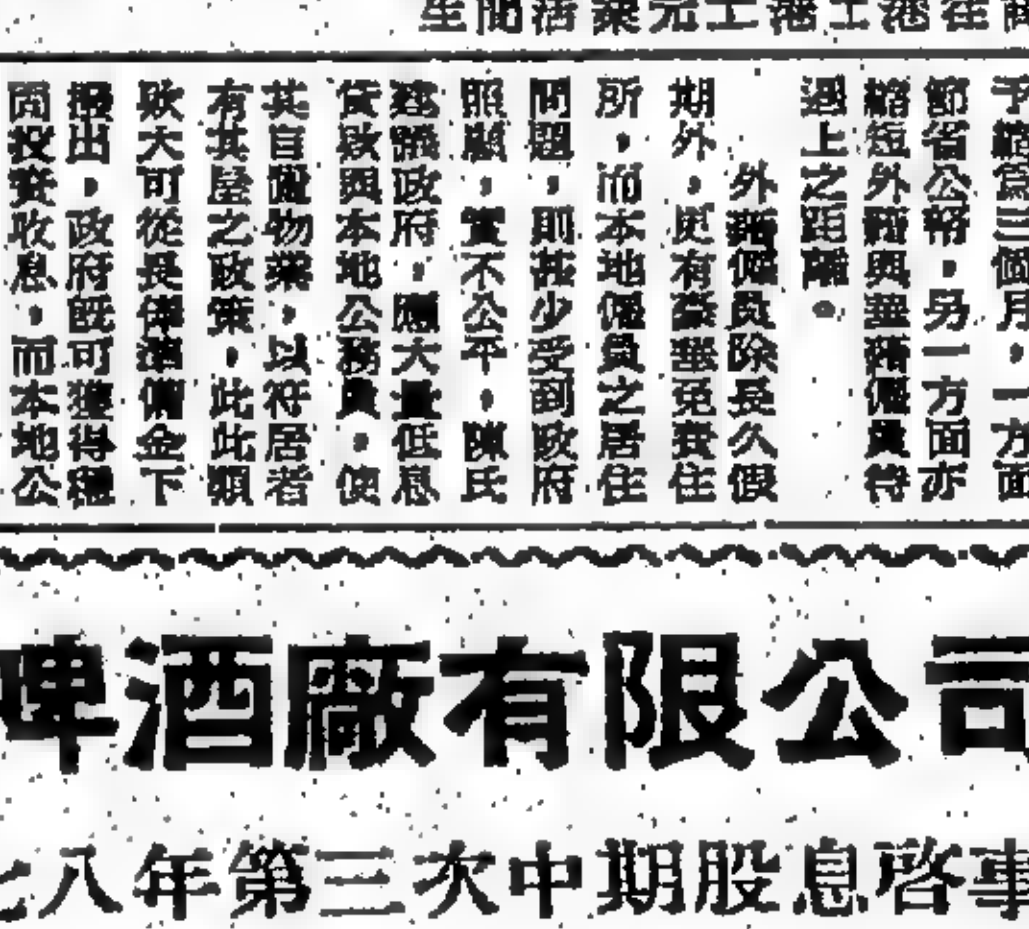 予縮為三個月，一方面
節省公帑，另一方面亦
縮短外籍與華籍僱員待
遇上之距離。
外籍僱員除長久假
期外，更有豪華免費住
所，而本地僱員之居住
問題，則甚少受到政府
照顧，實不公平，陳氏
建議政府，應大量低息
貸款與本地公務員，使
其自置物業，以符居者
有其屋之政策，此類
款大可從長俸準備金下
撥出，政府既可獲得穩
固投資收息，而本地公
啤酒廠有限公司
八年第三次中期股息啓事